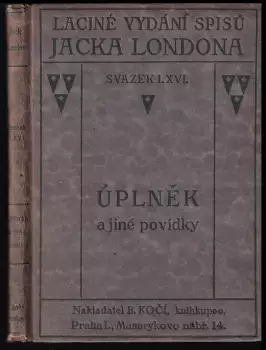 LACINÉ VYDÁNÍ SPISŮ
JACKA LONDONA
SVAZEK LXVI.
ÚPLNĚK
a jiné povídky
Nakladatel B. KOČÍ, knihkupec,
Praha I., Masarykovo nábř. 14.